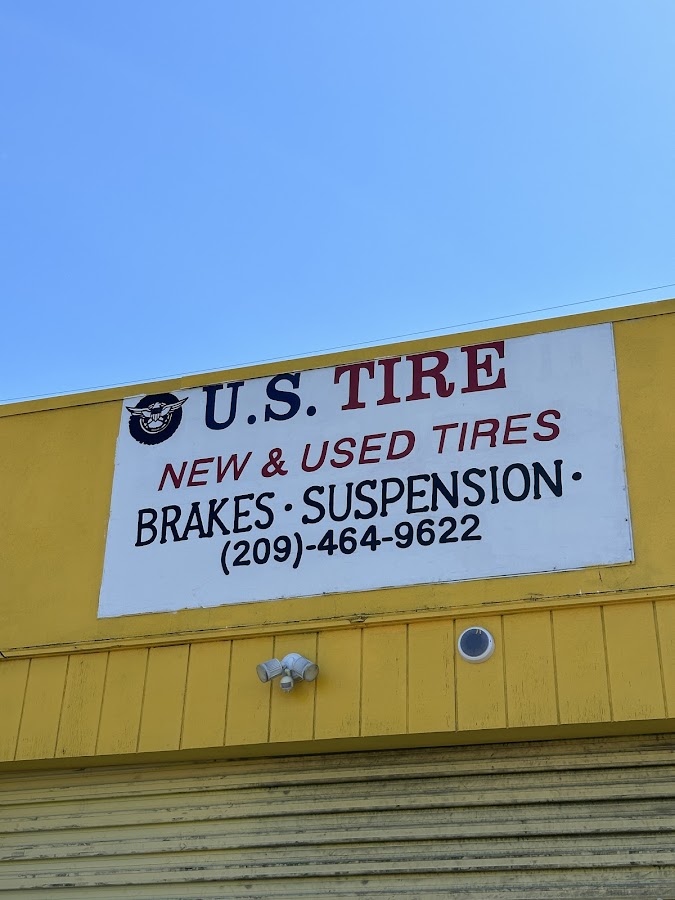 U.S. TIRE
NEW & USED TIRES
BRAKES · SUSPENSION ·
(209)-464-9622